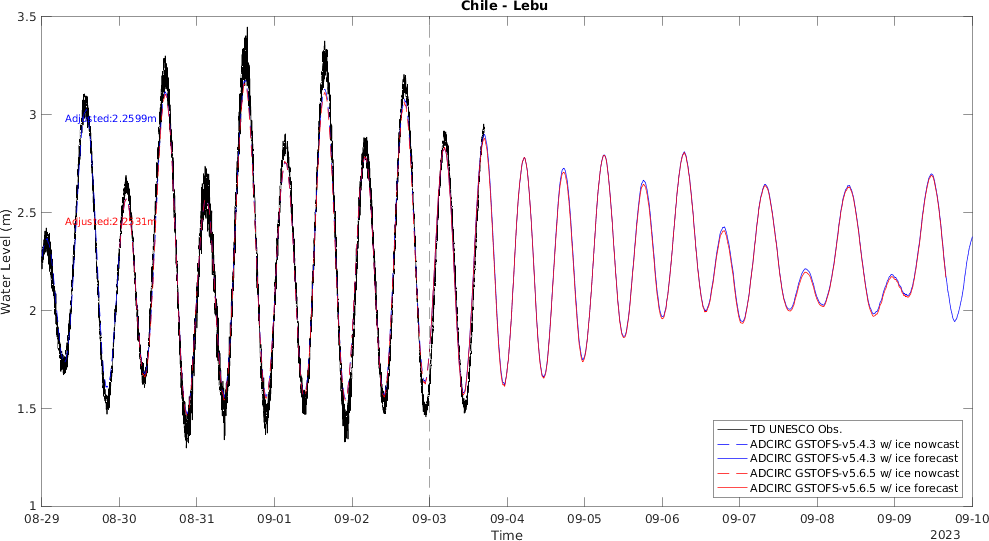 Chile - Lebu
3.5
3
2.5
2
1.5
1
Water Level (m)
Adjusted:2.2599m
Adjusted:2.2531m
TD UNESCO Obs.
ADCIRC GSTOFS-v5.4.3 w/ ice nowcast
ADCIRC GSTOFS-v5.4.3 w/ ice forecast
ADCIRC GSTOFS-v5.6.5 w/ ice nowcast
ADCIRC GSTOFS-v5.6.5 w/ ice forecast
08-29 08-30 08-31 09-01 09-02 09-03 09-04 09-05 09-06 09-07 09-08 09-09 09-10
Time
2023